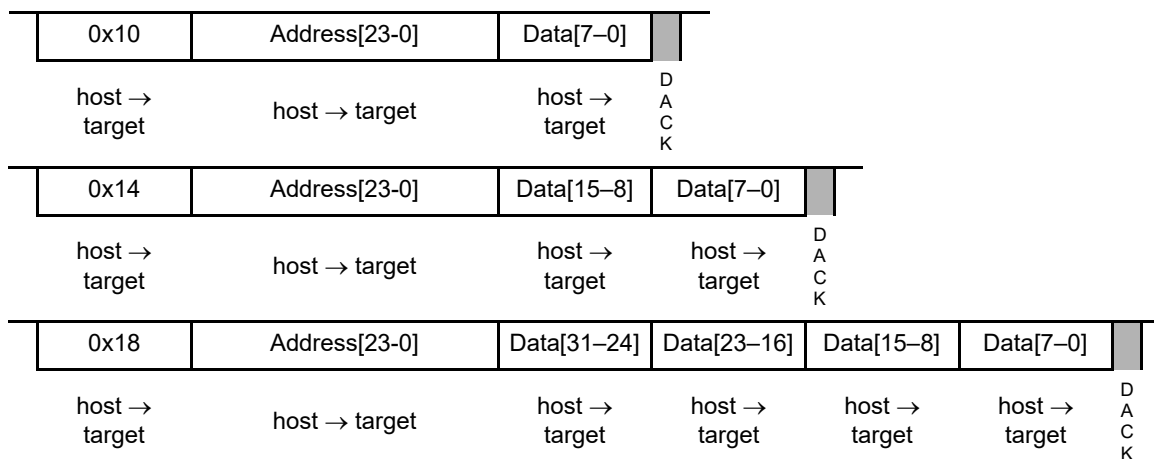 0x10 Address[23-0] Data[7–0]
host → target host → target host → target D A C K
0x14 Address[23-0] Data[15–8] Data[7–0]
host → target host → target host → target host → target D A C K
0x18 Address[23-0] Data[31–24] Data[23–16] Data[15–8] Data[7–0]
host → target host → target host → target host → target host → target host → target D A C K